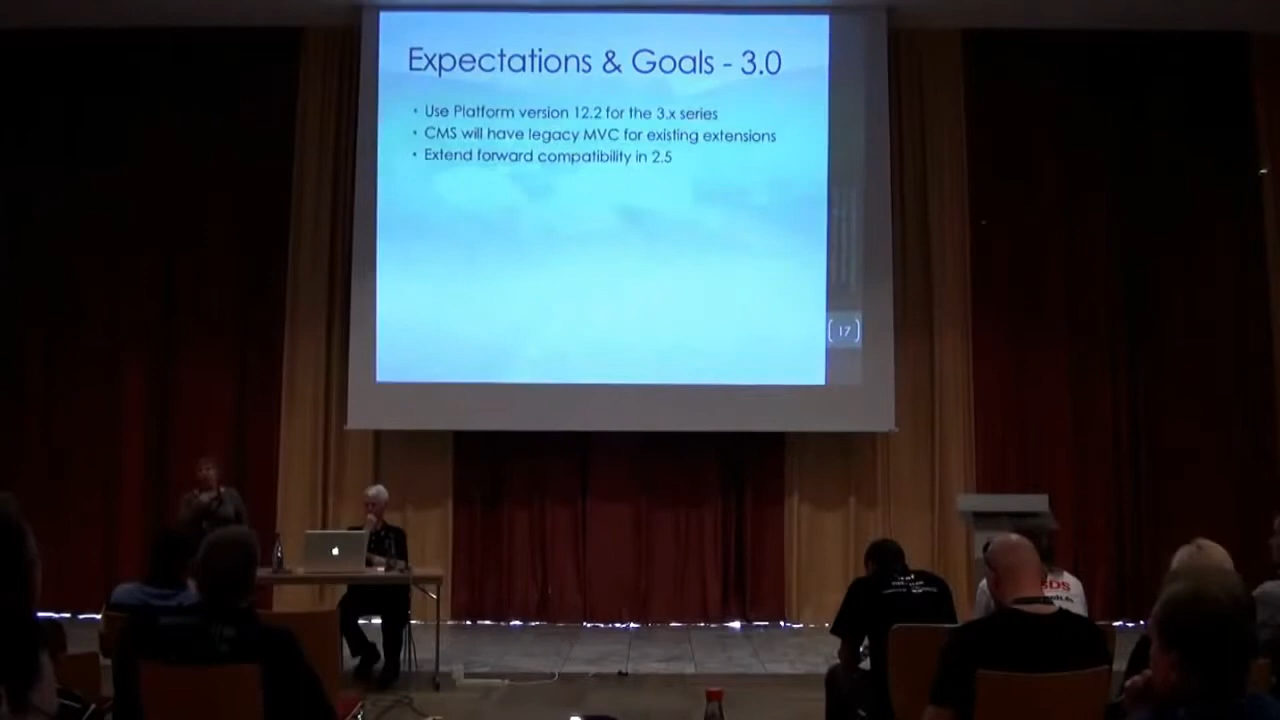 Expectations & Goals - 3.0
• Use Platform version 12.2 for the 3.x series
• CMS will have legacy MVC for existing extensions
• Extend forward compatibility in 2.5
17